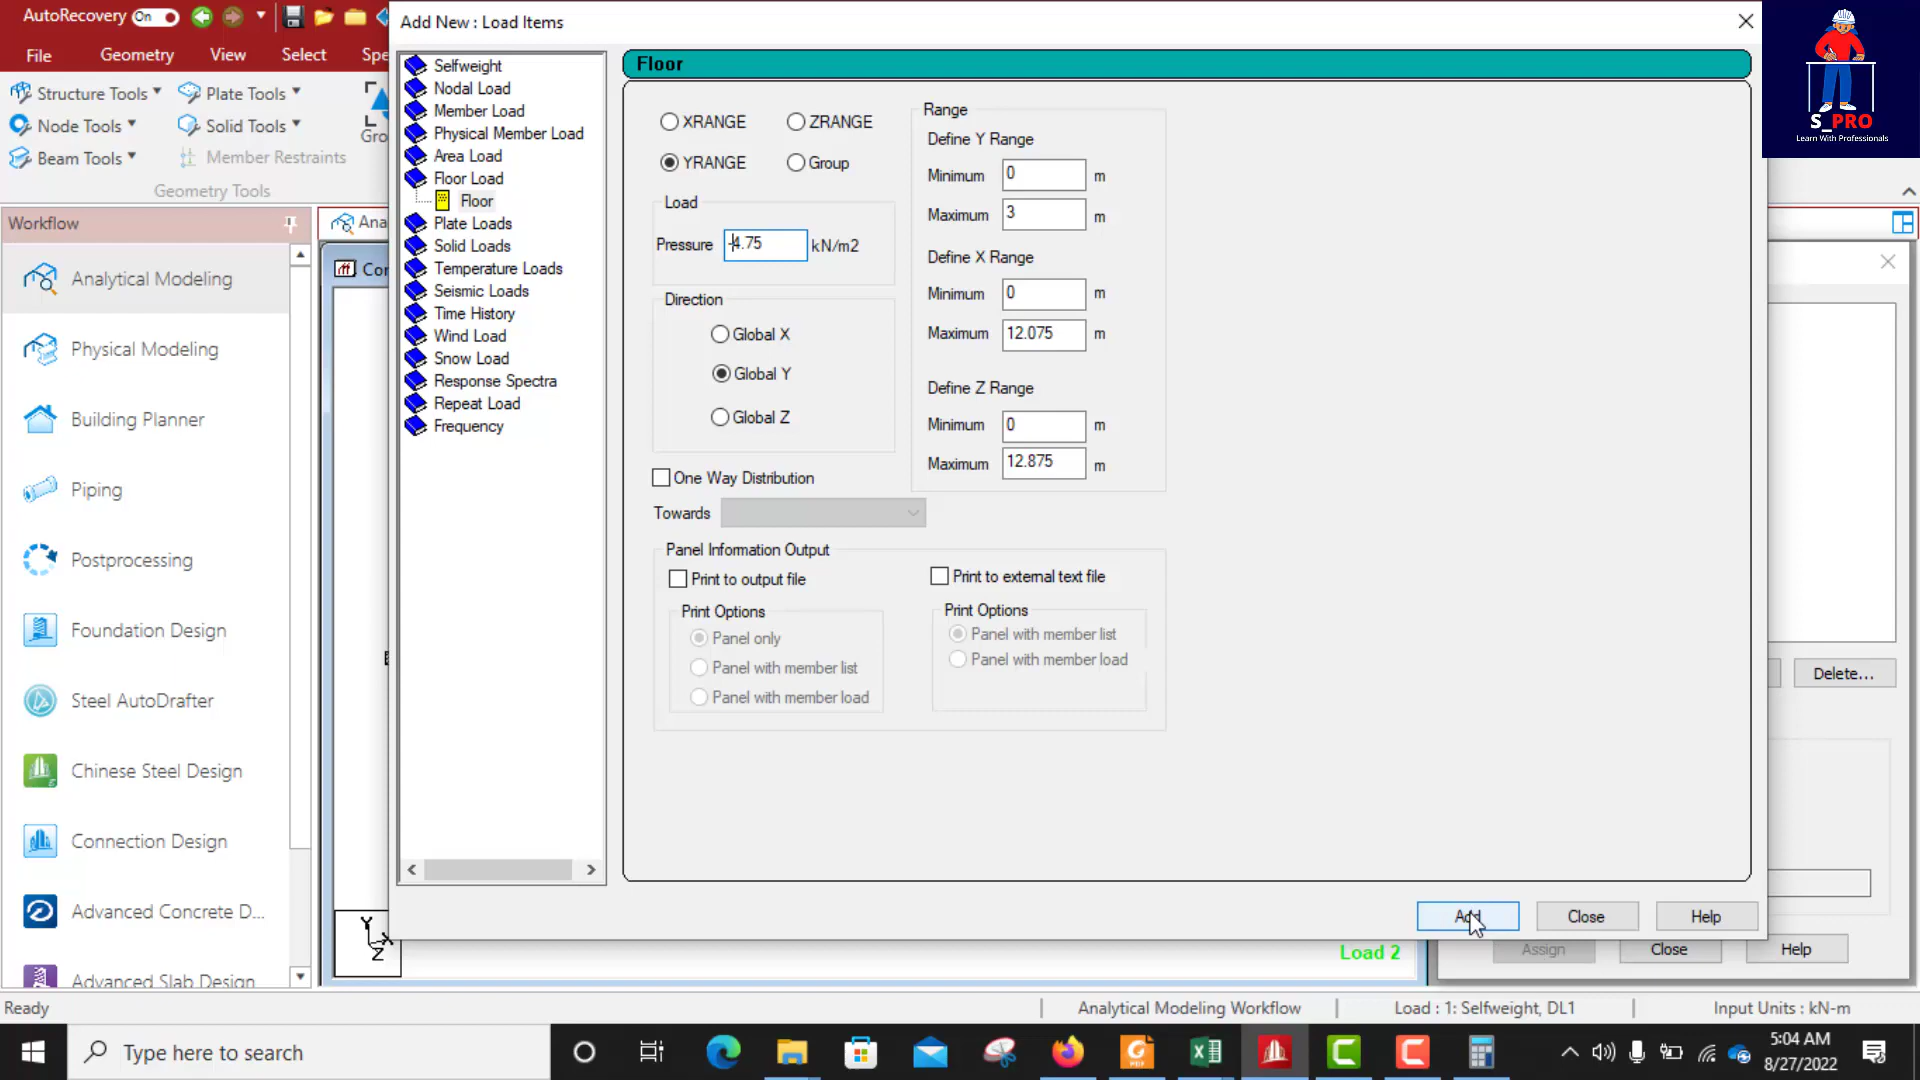 AutoRecovery On
Add New : Load Items
File
Geometry
View
Select
Spe
Structure Tools
Plate Tools
Node Tools
Solid Tools
Beam Tools
Member Restraints
Gro
Geometry Tools
S_PRO
Learn With Professionals
Workflow
Ana
Con
Analytical Modeling
Physical Modeling
Building Planner
Piping
Postprocessing
Foundation Design
Steel AutoDrafter
Chinese Steel Design
Connection Design
Advanced Concrete D...
Advanced Slab Design
Selfweight
Nodal Load
Member Load
Physical Member Load
Area Load
Floor Load
Floor
Plate Loads
Solid Loads
Temperature Loads
Seismic Loads
Time History
Wind Load
Snow Load
Response Spectra
Repeat Load
Frequency
Floor
XRANGE
ZRANGE
YRANGE
Group
Load
Pressure -4.75 kN/m2
Direction
Global X
Global Y
Global Z
One Way Distribution
Towards
Range
Define Y Range
Minimum 0 m
Maximum 3 m
Define X Range
Minimum 0 m
Maximum 12.075 m
Define Z Range
Minimum 0 m
Maximum 12.875 m
Panel Information Output
Print to output file
Print Options
Panel only
Panel with member list
Panel with member load
Print to external text file
Print Options
Panel with member list
Panel with member load
Add
Close
Help
Delete...
Assign
Close
Help
Y
X
Z
Load 2
Ready
Analytical Modeling Workflow
Load : 1: Selfweight, DL1
Input Units : kN-m
Type here to search
5:04 AM
8/27/2022